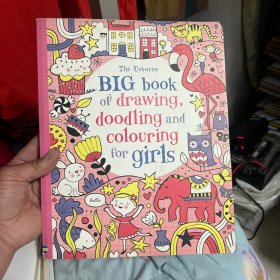 The Usborne
BIG book
of drawing,
doodling and
colouring
for girls
hello